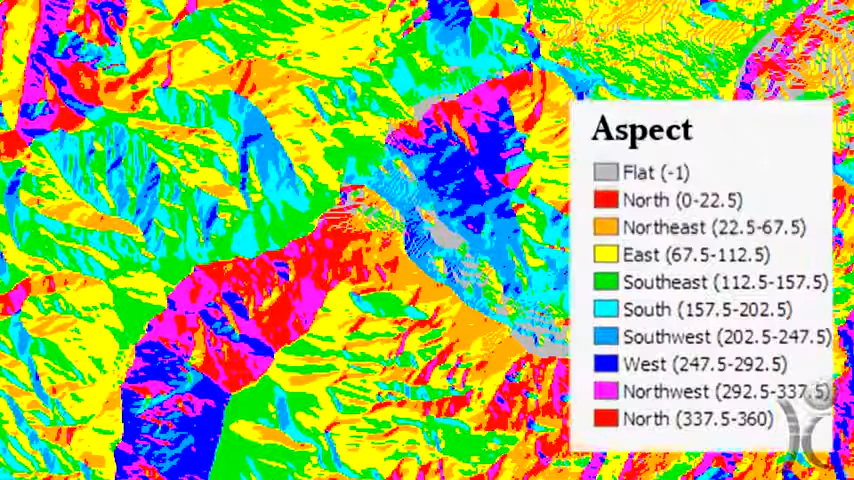 Aspect
Flat (-1)
North (0-22.5)
Northeast (22.5-67.5)
East (67.5-112.5)
Southeast (112.5-157.5)
South (157.5-202.5)
Southwest (202.5-247.5)
West (247.5-292.5)
Northwest (292.5-337.5)
North (337.5-360)